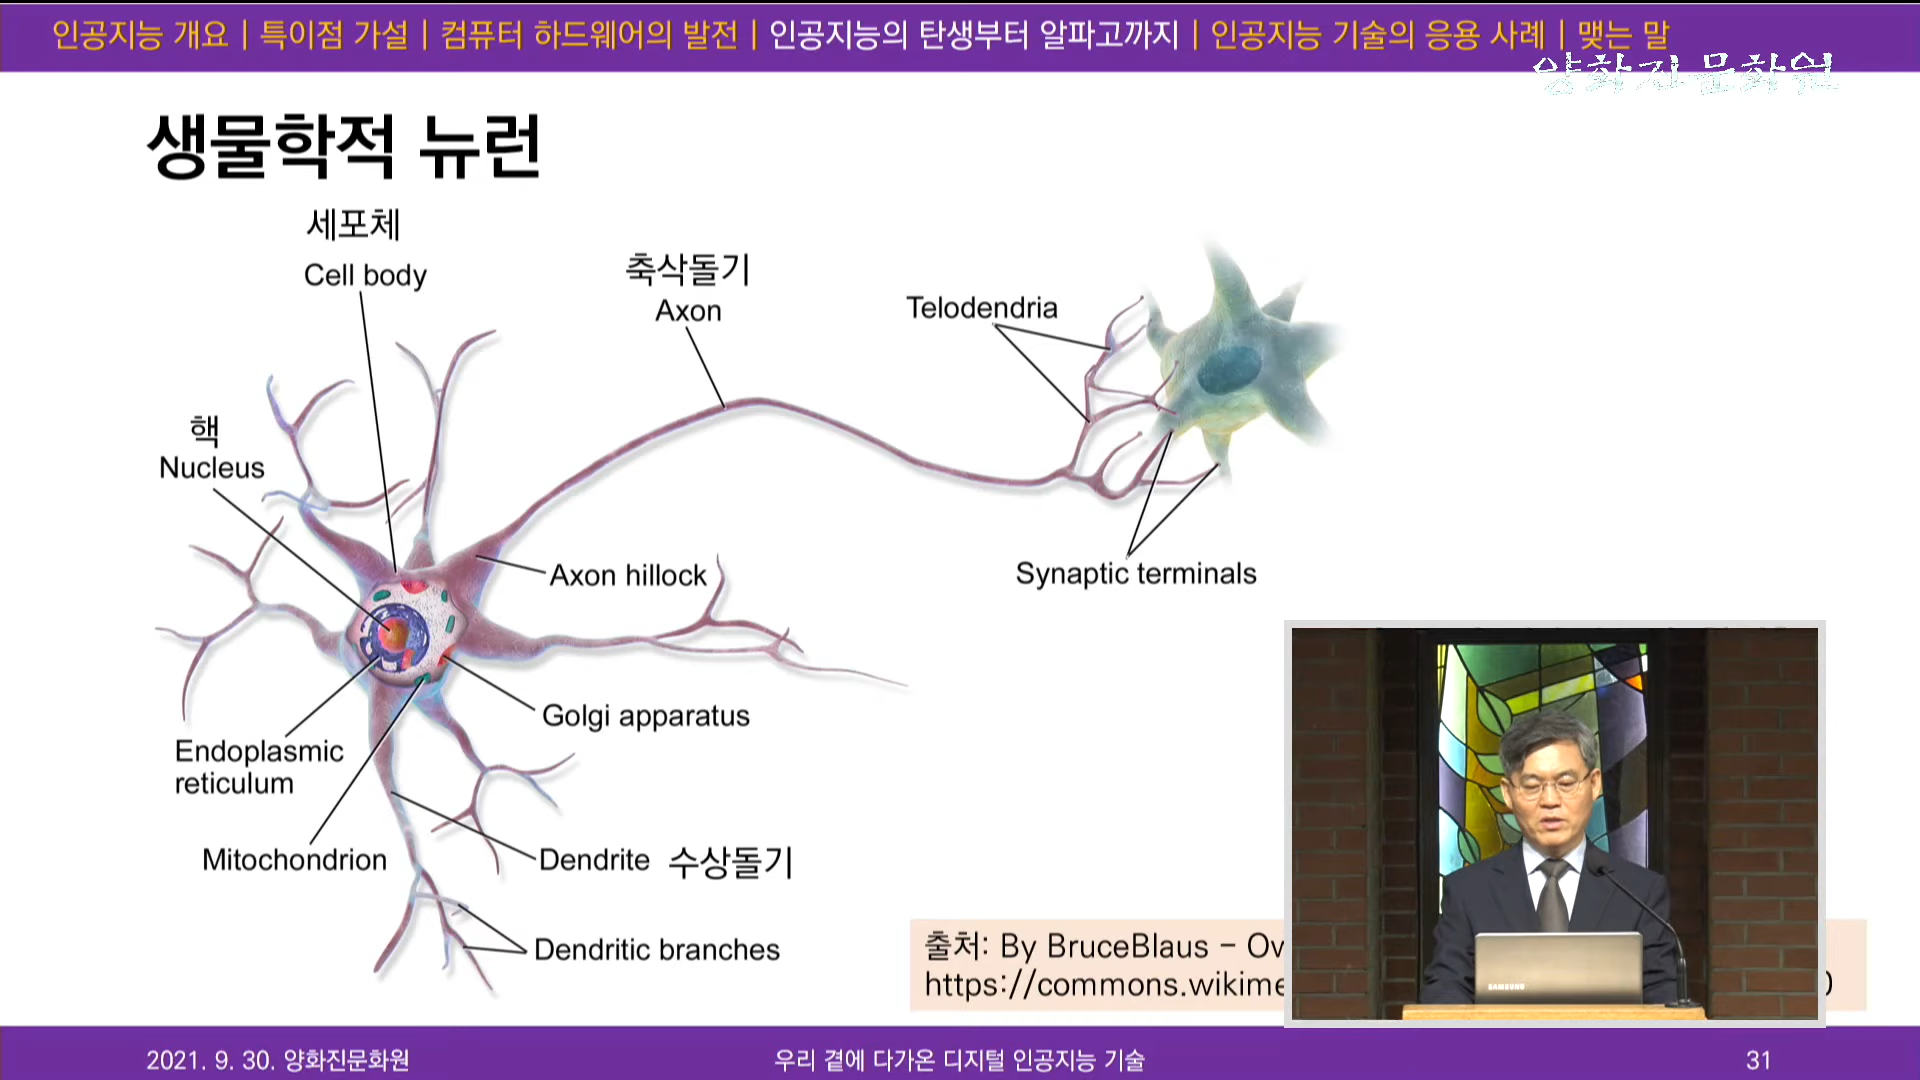 인공지능 개요 | 특이점 가설 | 컴퓨터 하드웨어의 발전 | 인공지능의 탄생부터 알파고까지 | 인공지능 기술의 응용 사례 | 맺는 말
양화진문화원
생물학적 뉴런
세포체
Cell body
축삭돌기
Axon
Telodendria
핵
Nucleus
Axon hillock
Synaptic terminals
Golgi apparatus
Endoplasmic
reticulum
Mitochondrion
Dendrite 수상돌기
Dendritic branches
출처: By BruceBlaus -
https://commons.wikime
SAMSUNG
2021. 9. 30. 양화진문화원
우리 곁에 다가온 디지털 인공지능 기술
31